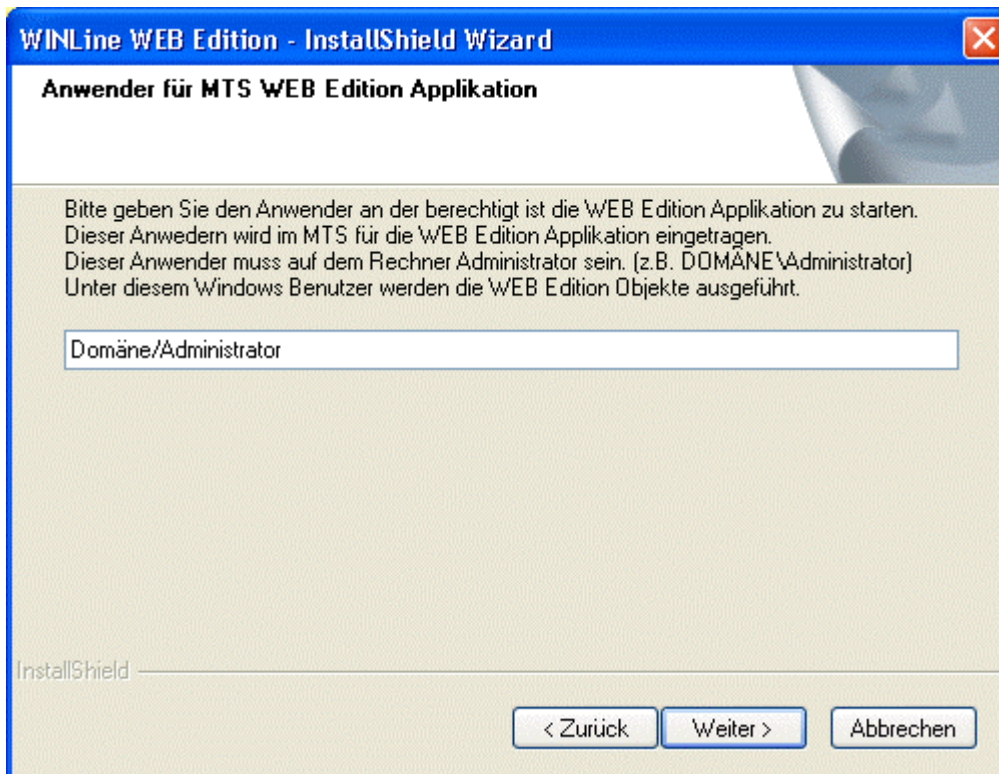 WINLine WEB Edition - InstallShield Wizard
Anwender für MTS WEB Edition Applikation
Bitte geben Sie den Anwender an der berechtigt ist die WEB Edition Applikation zu starten.
Dieser Anwedern wird im MTS für die WEB Edition Applikation eingetragen.
Dieser Anwender muss auf dem Rechner Administrator sein. (z.B. DOMÄNE\Administrator)
Unter diesem Windows Benutzer werden die WEB Edition Objekte ausgeführt.
Domäne/Administrator
InstallShield
< Zurück Weiter > Abbrechen